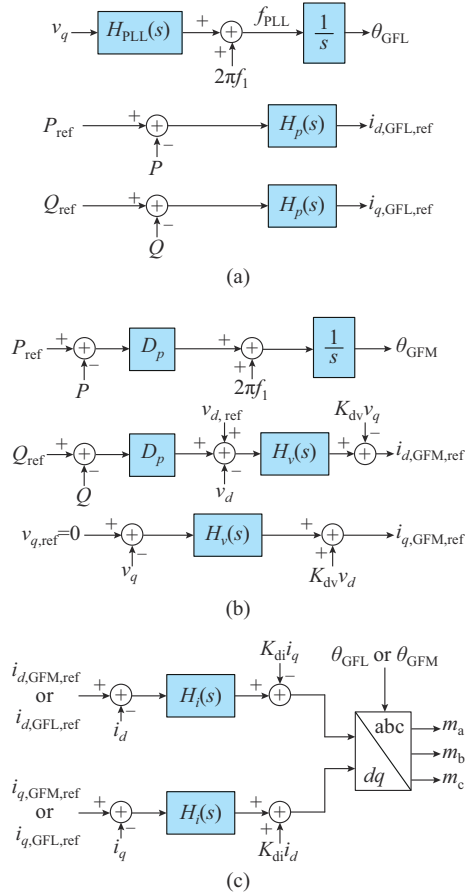 v_q H_PLL(s) + + f_PLL 1/s θ_GFL
2πf_1
P_ref + − H_p(s) i_d,GFL,ref
P
Q_ref + − H_p(s) i_q,GFL,ref
Q
(a)
P_ref + − D_p + + 1/s θ_GFM
P 2πf_1
v_d,ref K_dv v_q
Q_ref + − D_p + + − H_v(s) + − i_d,GFM,ref
Q v_d
v_q,ref=0 + − H_v(s) + + i_q,GFM,ref
v_q K_dv v_d
(b)
K_di i_q θ_GFL or θ_GFM
i_d,GFM,ref
or + − H_i(s) + −
i_d,GFL,ref
i_d
abc
dq
m_a
m_b
m_c
i_q,GFM,ref
or + − H_i(s) + +
i_q,GFL,ref
i_q K_di i_d
(c)